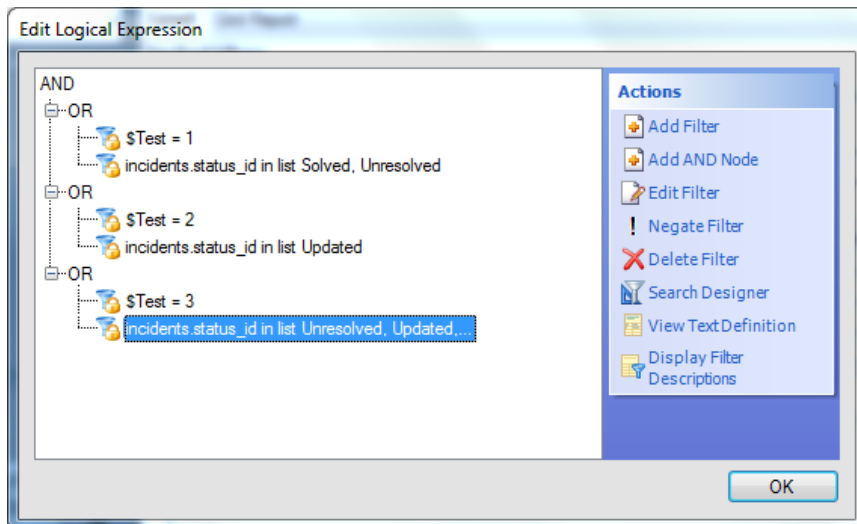 Edit Logical Expression
AND
OR
$Test = 1
incidents.status_id in list Solved, Unresolved
OR
$Test = 2
incidents.status_id in list Updated
OR
$Test = 3
incidents.status_id in list Unresolved, Updated,...
Actions
Add Filter
Add AND Node
Edit Filter
Negate Filter
Delete Filter
Search Designer
View Text Definition
Display Filter
Descriptions
OK